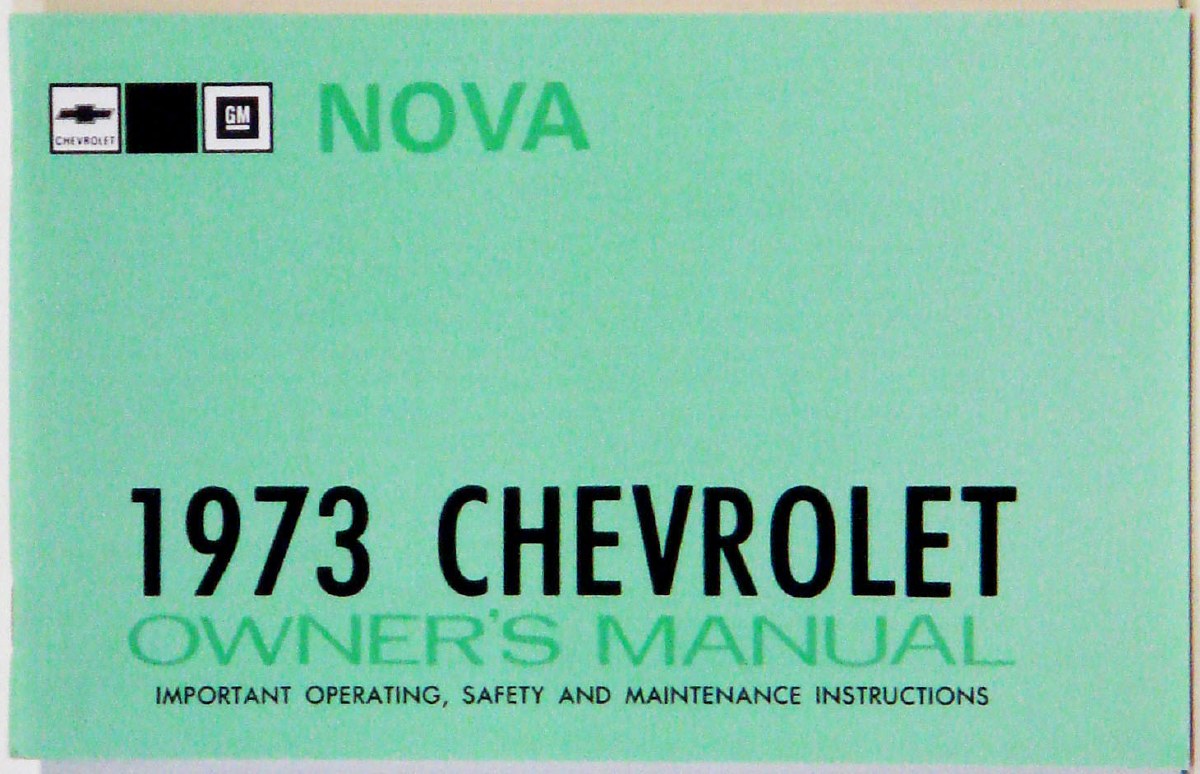 CHEVROLET
GM
NOVA
1973 CHEVROLET
OWNER'S MANUAL
IMPORTANT OPERATING, SAFETY AND MAINTENANCE INSTRUCTIONS